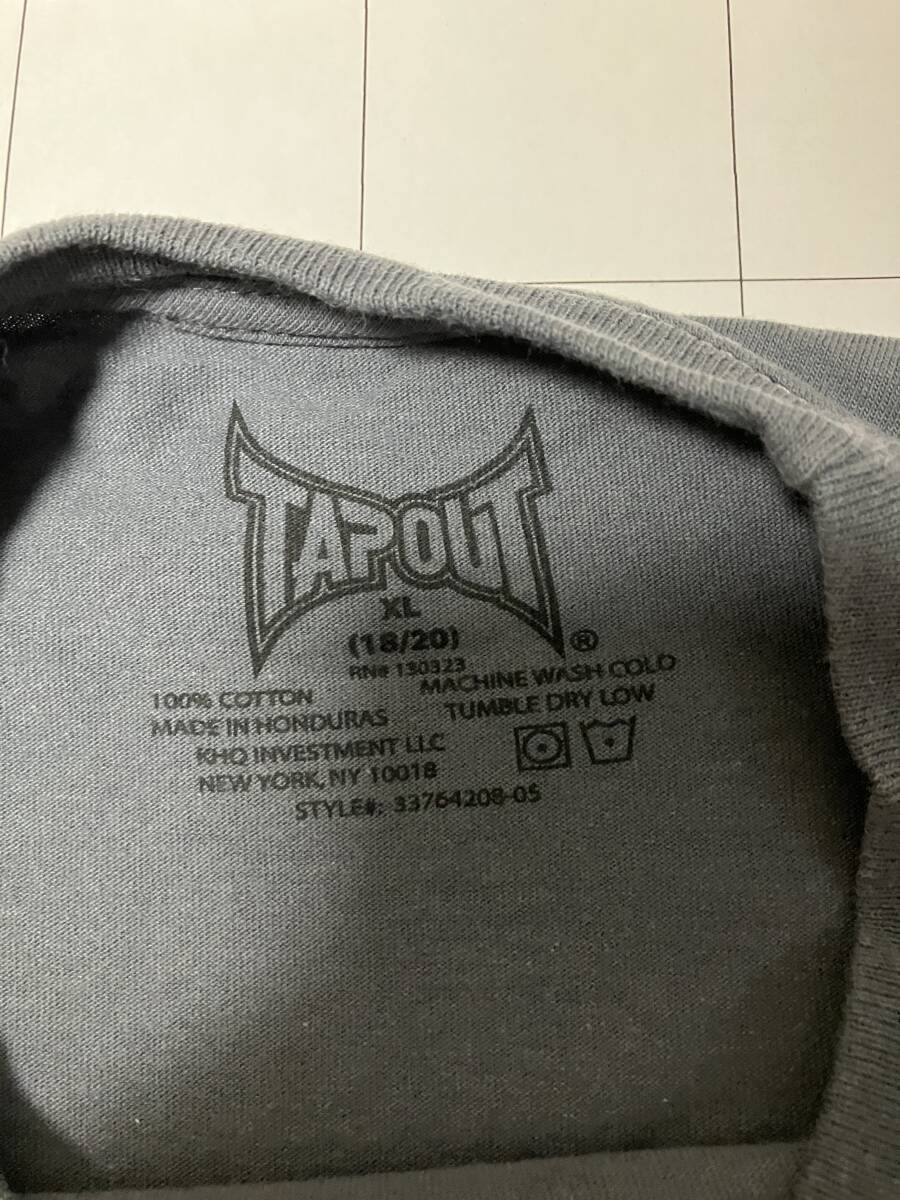 TAPOUT
XL
(18/20)
®
RN# 130323
100% COTTON
MADE IN HONDURAS
MACHINE WASH COLD
TUMBLE DRY LOW
KHQ INVESTMENT LLC
NEW YORK, NY 10018
STYLE#: 33764208-05